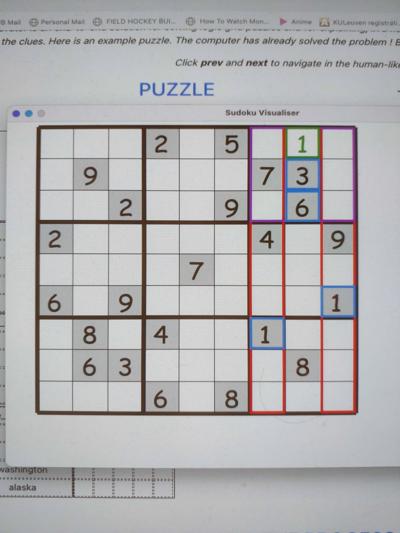 B Mail Personal Mail FIELD HOCKEY BUI... How To Watch Mon... Anime KULeuven registrati
the clues. Here is an example puzzle. The computer has already solved the problem ! B
Click prev and next to navigate in the human-like
PUZZLE
Sudoku Visualiser
2 5 1
9 7 3
2 9 6
2 4 9
7
6 9 1
8 4 1
6 3 8
6 8
washington
alaska